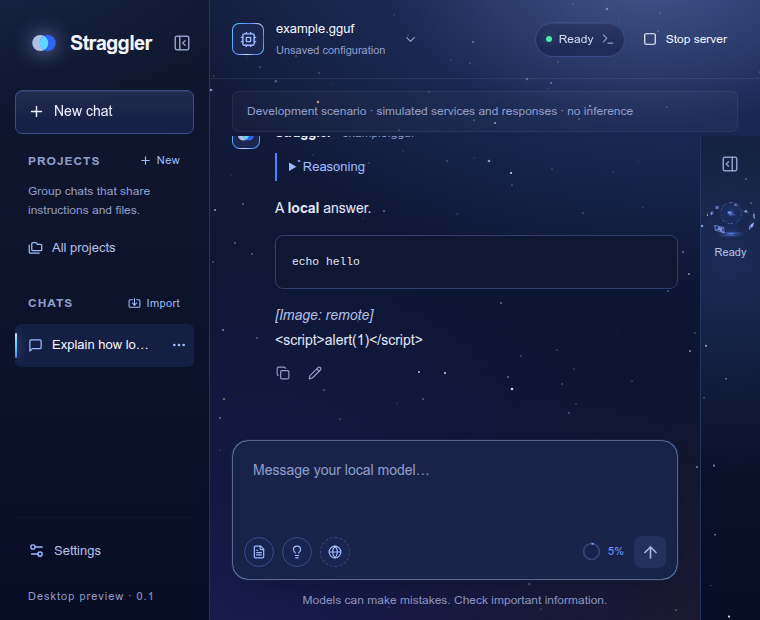 Straggler
New chat
PROJECTS
New
Group chats that share
instructions and files.
All projects
CHATS
Import
Explain how lo…
Settings
Desktop preview · 0.1
example.gguf
Unsaved configuration
Ready
Stop server
Development scenario · simulated services and responses · no inference
Reasoning
A local answer.
echo hello
[Image: remote]
<script>alert(1)</script>
Message your local model…
5%
Models can make mistakes. Check important information.
Ready